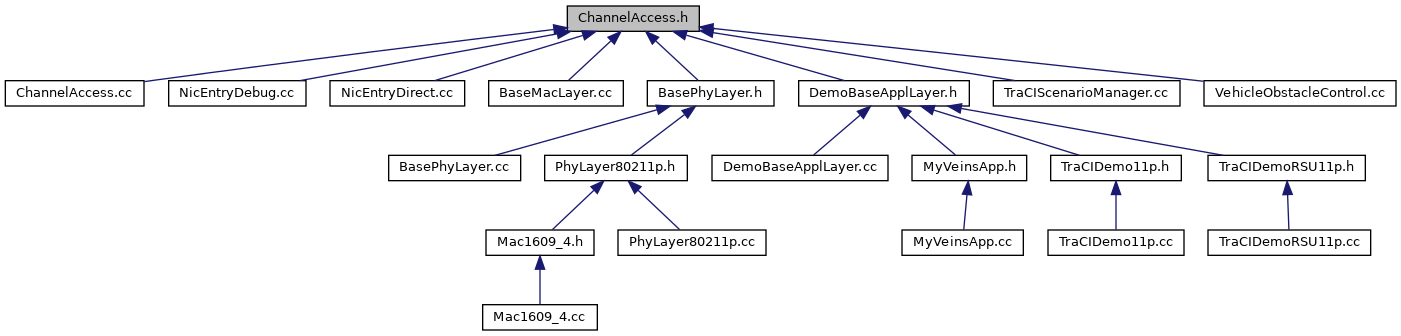 ChannelAccess.h
ChannelAccess.cc
NicEntryDebug.cc
NicEntryDirect.cc
BaseMacLayer.cc
BasePhyLayer.h
DemoBaseApplLayer.h
TraCIScenarioManager.cc
VehicleObstacleControl.cc
BasePhyLayer.cc
PhyLayer80211p.h
DemoBaseApplLayer.cc
MyVeinsApp.h
TraCIDemo11p.h
TraCIDemoRSU11p.h
Mac1609_4.h
PhyLayer80211p.cc
MyVeinsApp.cc
TraCIDemo11p.cc
TraCIDemoRSU11p.cc
Mac1609_4.cc